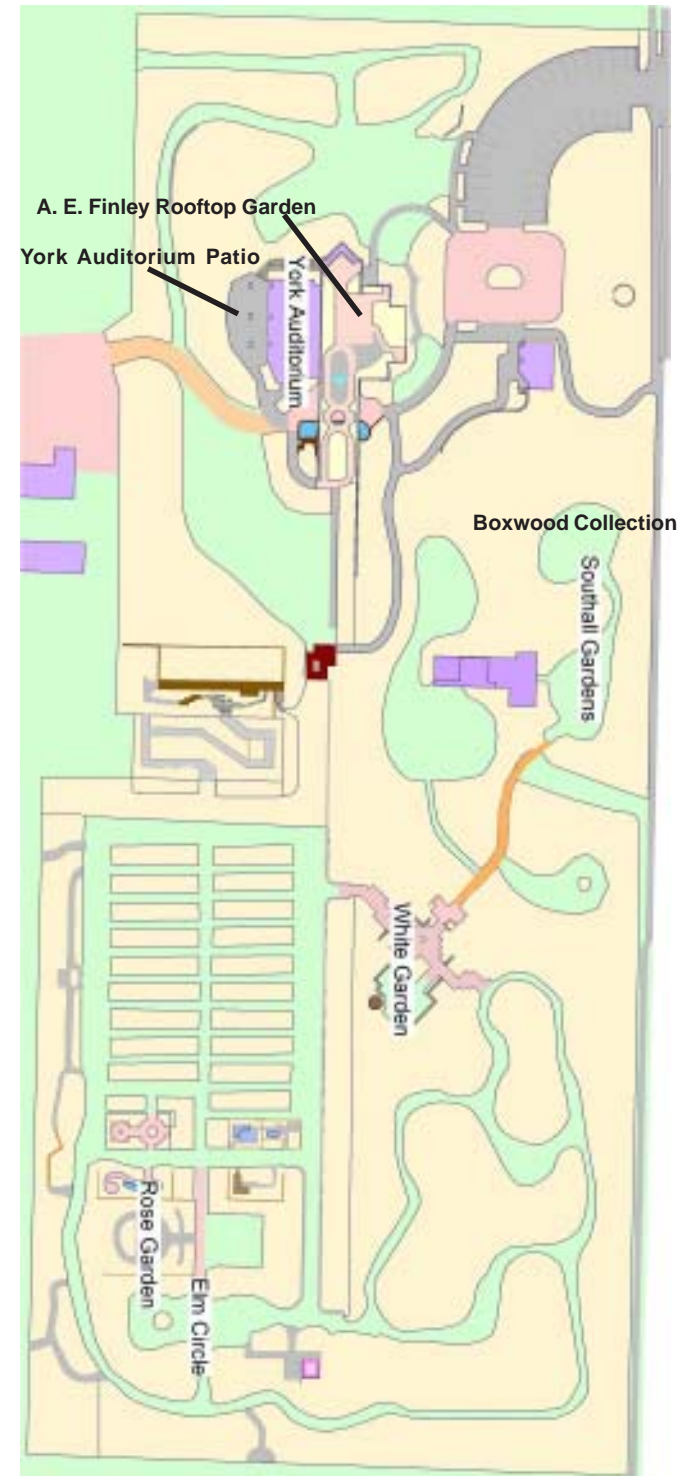 A. E. Finley Rooftop Garden
York Auditorium Patio
York Auditorium
Boxwood Collection
Southall Gardens
White Garden
Rose Garden
Elm Circle